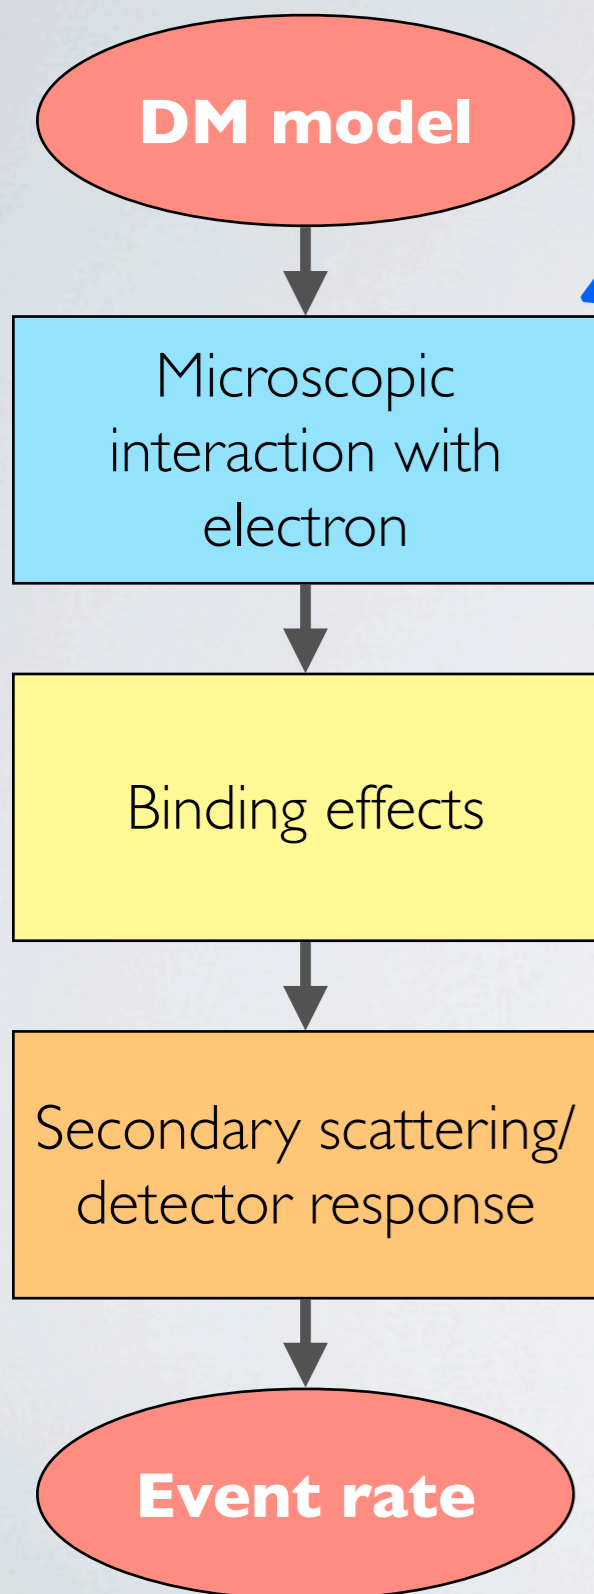 DM model
Microscopic
interaction with
electron
Binding effects
Secondary scattering/
detector response
Event rate